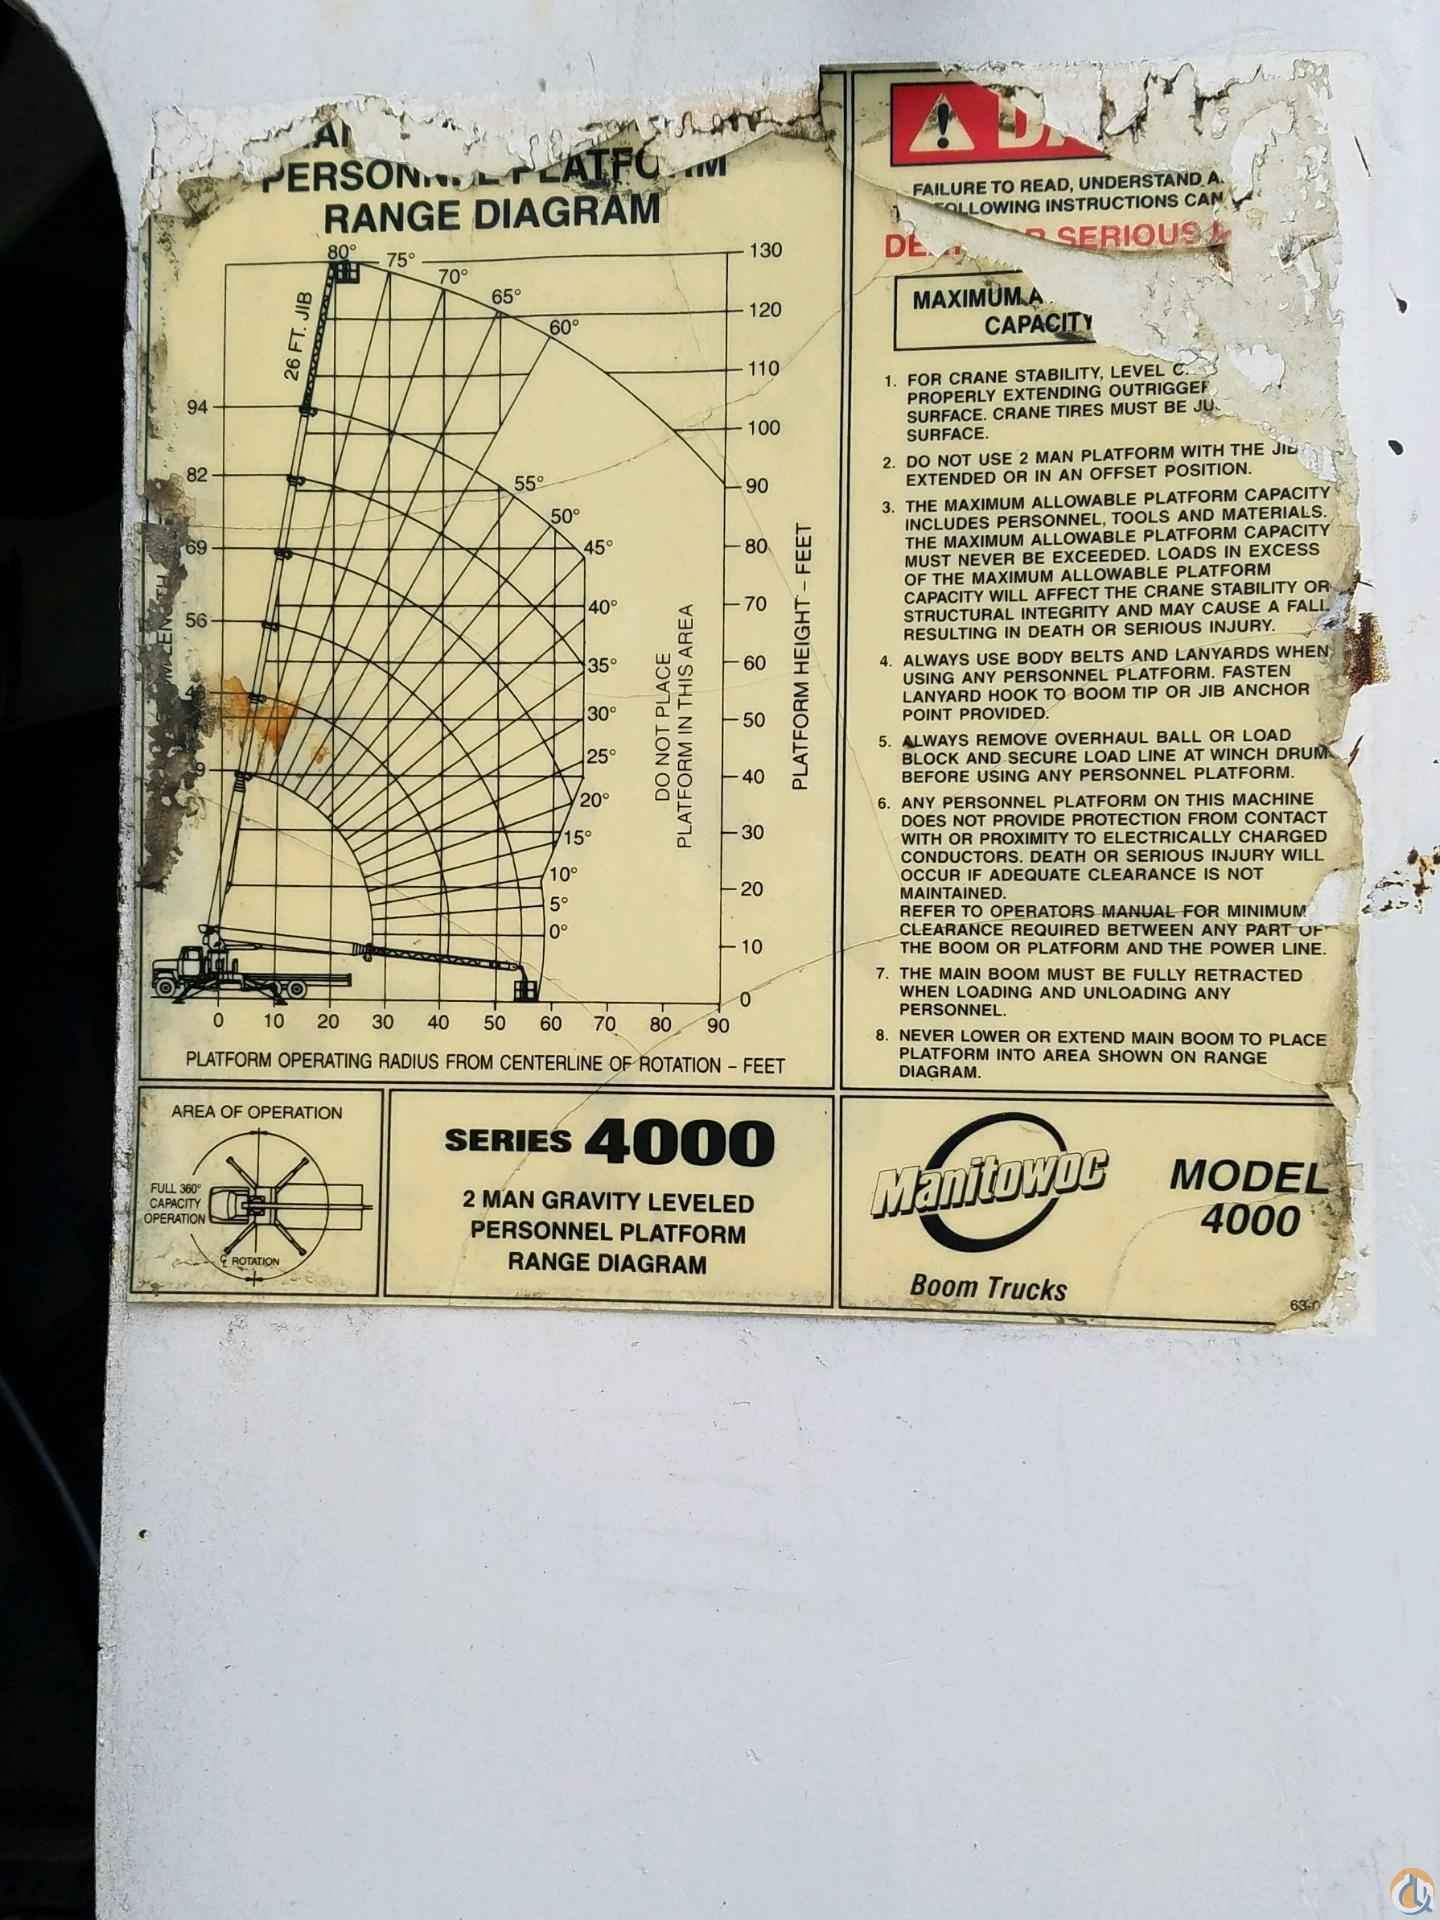 RANGE DIAGRAM
80°
75°
70°
65°
60°
55°
50°
45°
40°
35°
30°
25°
20°
15°
10°
5°
0°
26 FT. JIB
94
82
69
56
130
120
110
100
90
80
70
60
50
40
30
20
10
0
PLATFORM HEIGHT – FEET
DO NOT PLACE
PLATFORM IN THIS AREA
0 10 20 30 40 50 60 70 80 90
PLATFORM OPERATING RADIUS FROM CENTERLINE OF ROTATION – FEET
FAILURE TO READ, UNDERSTAND
INSTRUCTIONS CAN
SERIOUS
MAXIMUM
CAPACITY
1. FOR CRANE STABILITY, LEVEL
PROPERLY EXTENDING
SURFACE. CRANE TIRES MUST BE
SURFACE.
2. DO NOT USE 2 MAN PLATFORM WITH THE
EXTENDED OR IN AN OFFSET POSITION.
3. THE MAXIMUM ALLOWABLE PLATFORM CAPACITY
INCLUDES PERSONNEL, TOOLS AND MATERIALS.
THE MAXIMUM ALLOWABLE PLATFORM CAPACITY
MUST NEVER BE EXCEEDED. LOADS IN EXCESS
OF THE MAXIMUM ALLOWABLE PLATFORM
CAPACITY WILL AFFECT THE CRANE STABILITY OR
STRUCTURAL INTEGRITY AND MAY CAUSE A FALL
RESULTING IN DEATH OR SERIOUS INJURY.
4. ALWAYS USE BODY BELTS AND LANYARDS WHEN
USING ANY PERSONNEL PLATFORM. FASTEN
LANYARD HOOK TO BOOM TIP OR JIB ANCHOR
POINT PROVIDED.
5. ALWAYS REMOVE OVERHAUL BALL OR LOAD
BLOCK AND SECURE LOAD LINE AT WINCH DRUM
BEFORE USING ANY PERSONNEL PLATFORM.
6. ANY PERSONNEL PLATFORM ON THIS MACHINE
DOES NOT PROVIDE PROTECTION FROM CONTACT
WITH OR PROXIMITY TO ELECTRICALLY CHARGED
CONDUCTORS. DEATH OR SERIOUS INJURY WILL
OCCUR IF ADEQUATE CLEARANCE IS NOT
MAINTAINED.
REFER TO OPERATORS MANUAL FOR MINIMUM
CLEARANCE REQUIRED BETWEEN ANY PART OF
THE BOOM OR PLATFORM AND THE POWER LINE.
7. THE MAIN BOOM MUST BE FULLY RETRACTED
WHEN LOADING AND UNLOADING ANY
PERSONNEL.
8. NEVER LOWER OR EXTEND MAIN BOOM TO PLACE
PLATFORM INTO AREA SHOWN ON RANGE
DIAGRAM.
AREA OF OPERATION
FULL 360°
CAPACITY
OPERATION
ROTATION
SERIES 4000
2 MAN GRAVITY LEVELED
PERSONNEL PLATFORM
RANGE DIAGRAM
Manitowoc
Boom Trucks
MODEL
4000